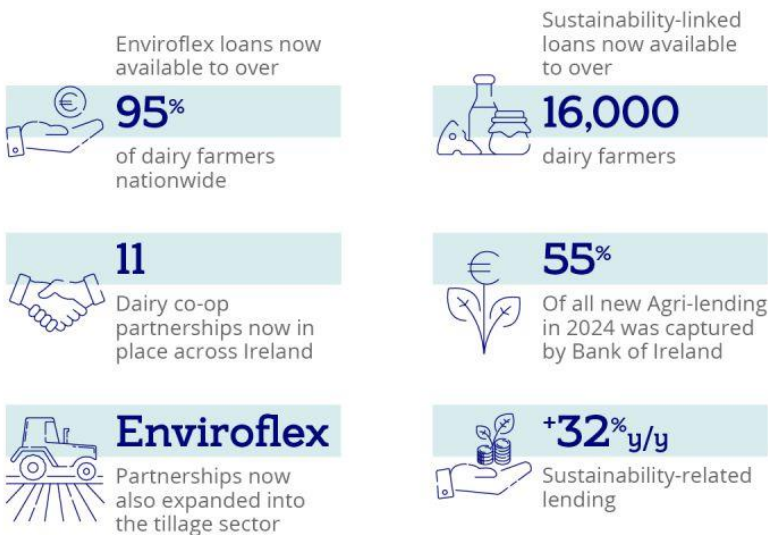 Enviroflex loans now
available to over
95%
of dairy farmers
nationwide
Sustainability-linked
loans now available
to over
16,000
dairy farmers
11
Dairy co-op
partnerships now in
place across Ireland
€
55%
Of all new Agri-lending
in 2024 was captured
by Bank of Ireland
Enviroflex
Partnerships now
also expanded into
the tillage sector
+32% y/y
Sustainability-related
lending